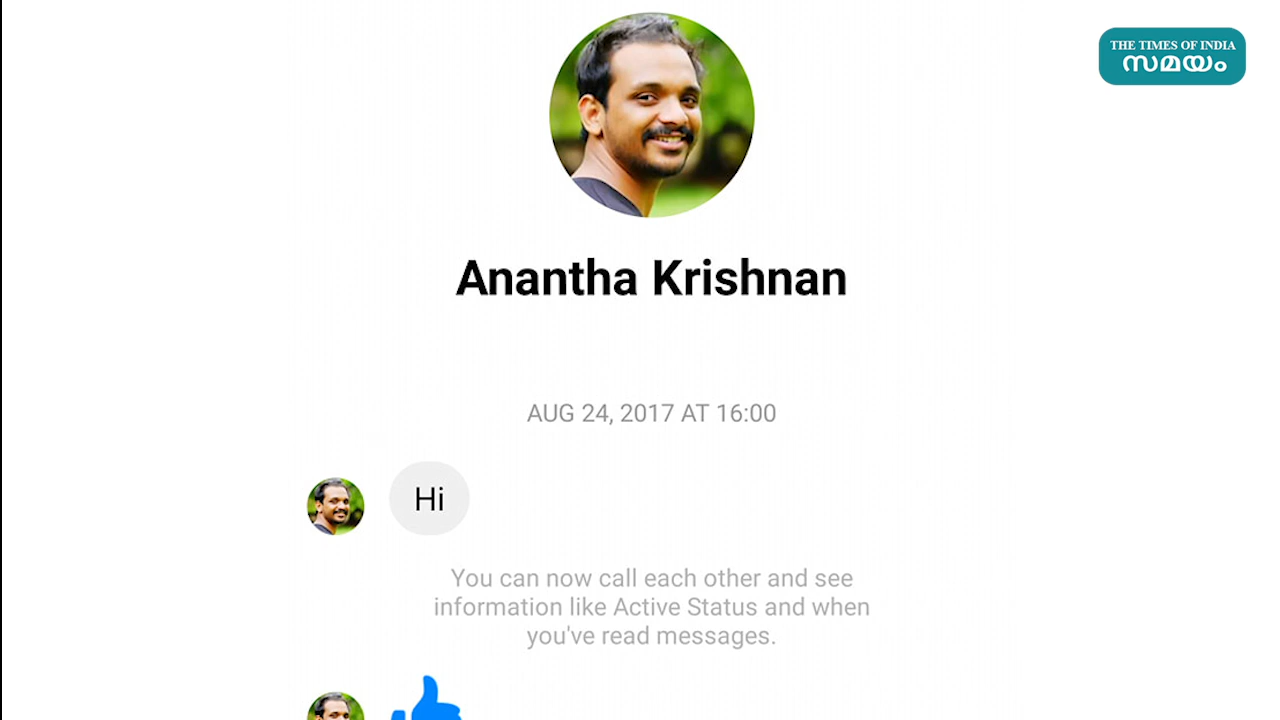 THE TIMES OF INDIA
സമയം
Anantha Krishnan
AUG 24, 2017 AT 16:00
Hi
You can now call each other and see
information like Active Status and when
you've read messages.